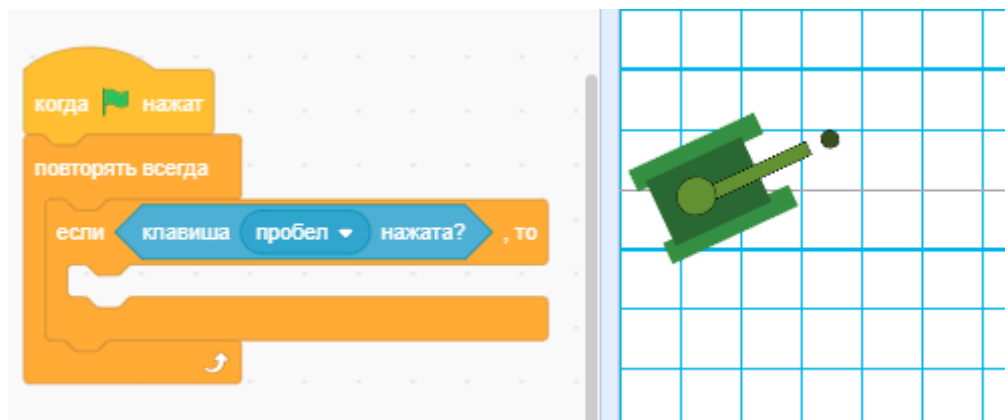 когда нажат
повторять всегда
если клавиша пробел нажата? , то